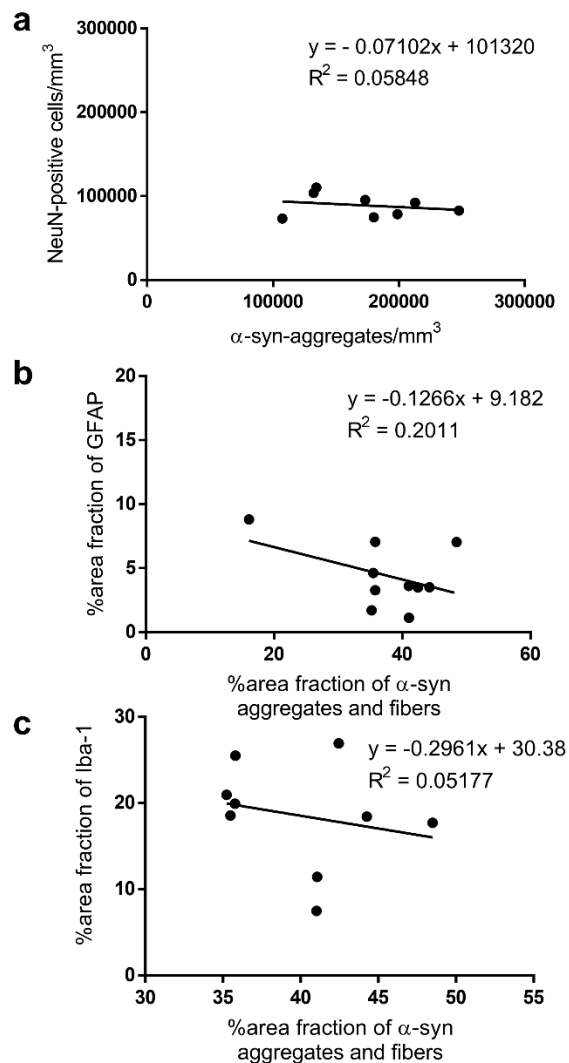 a
y = - 0.07102x + 101320
R² = 0.05848
NeuN-positive cells/mm³
300000
200000
100000
0
0
100000
200000
300000
α-syn-aggregates/mm³
b
y = -0.1266x + 9.182
R² = 0.2011
%area fraction of GFAP
20
15
10
5
0
0
20
40
60
%area fraction of α-syn
aggregates and fibers
c
y = -0.2961x + 30.38
R² = 0.05177
%area fraction of Iba-1
30
20
10
0
30
35
40
45
50
55
%area fraction of α-syn
aggregates and fibers